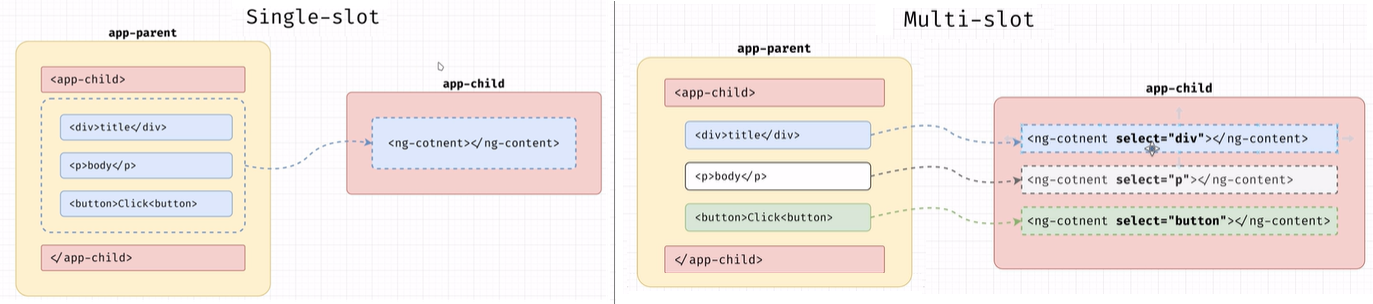 Single-slot
app-parent
<app-child>
<div>title</div>
<p>body</p>
<button>Click<button>
</app-child>
app-child
<ng-cotnent></ng-content>
Multi-slot
app-parent
<app-child>
<div>title</div>
<p>body</p>
<button>Click<button>
</app-child>
app-child
<ng-cotnent select="div"></ng-content>
<ng-cotnent select="p"></ng-content>
<ng-cotnent select="button"></ng-content>